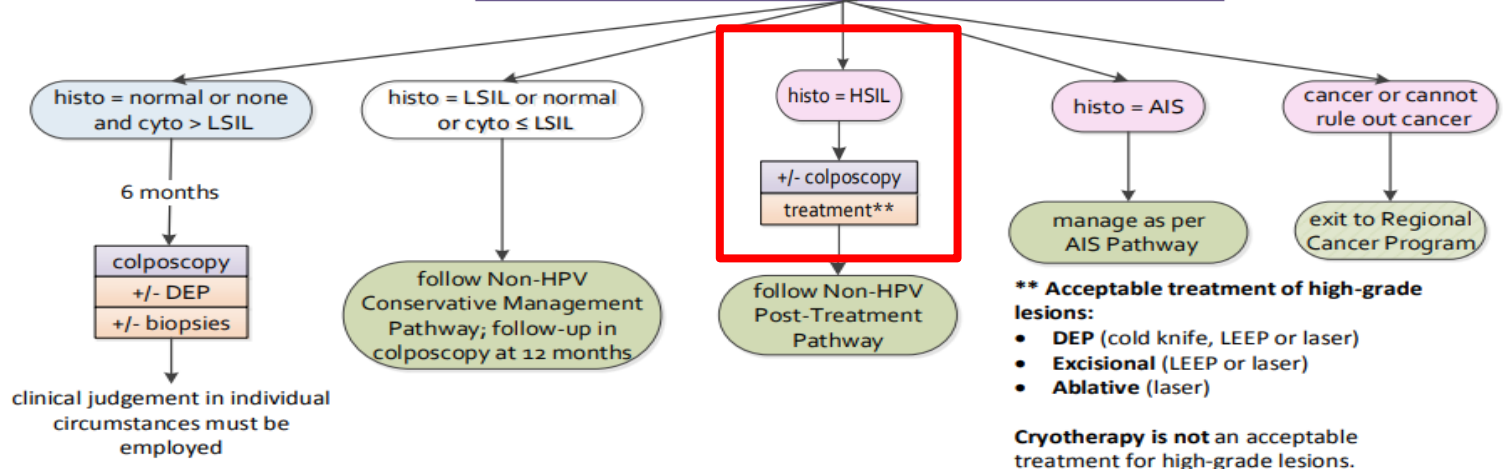 histo = normal or none
and cyto > LSIL
6 months
colposcopy
+/- DEP
+/- biopsies
clinical judgement in individual
circumstances must be
employed
histo = LSIL or normal
or cyto ≤ LSIL
follow Non-HPV
Conservative Management
Pathway; follow-up in
colposcopy at 12 months
histo = HSIL
+/- colposcopy
treatment**
follow Non-HPV
Post-Treatment
Pathway
histo = AIS
manage as per
AIS Pathway
cancer or cannot
rule out cancer
exit to Regional
Cancer Program
** Acceptable treatment of high-grade
lesions:
• DEP (cold knife, LEEP or laser)
• Excisional (LEEP or laser)
• Ablative (laser)
Cryotherapy is not an acceptable
treatment for high-grade lesions.